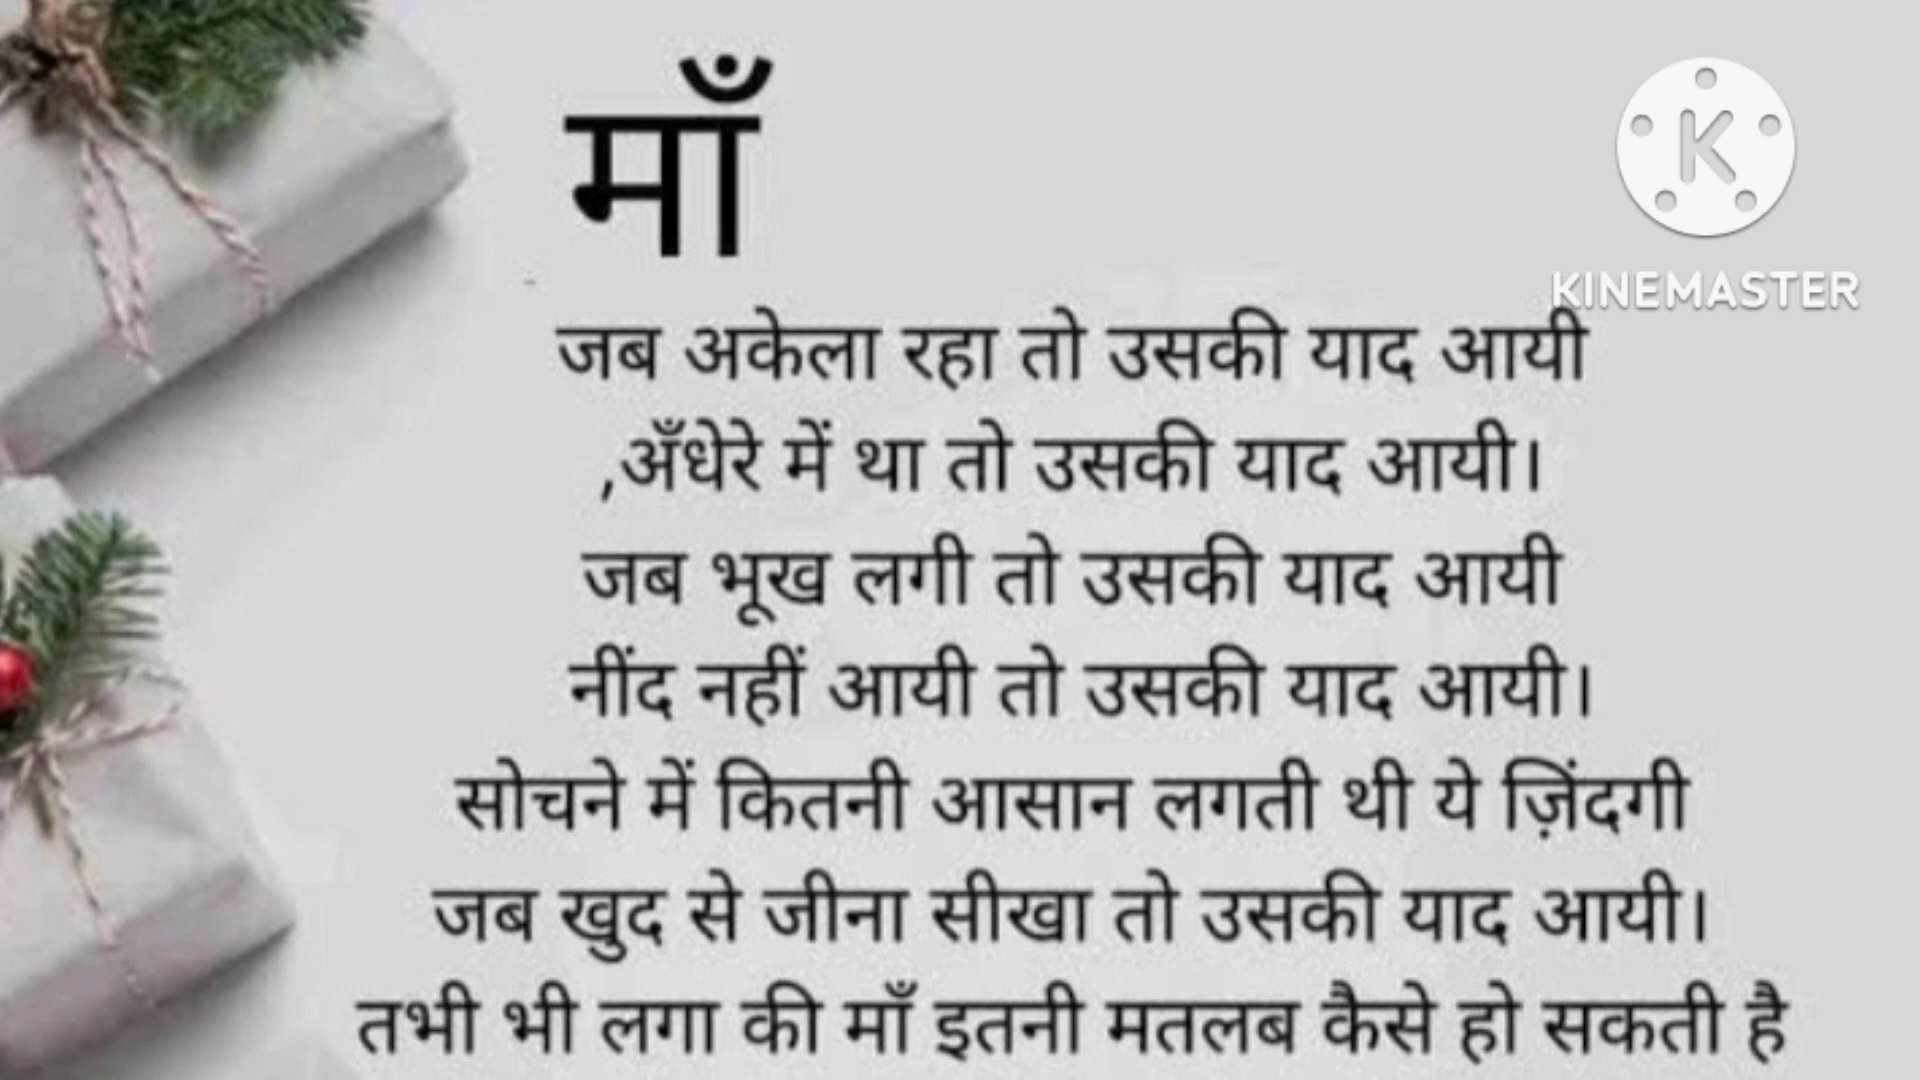 माँ
KINEMASTER
जब अकेला रहा तो उसकी याद आयी
,अँधेरे में था तो उसकी याद आयी।
जब भूख लगी तो उसकी याद आयी
नींद नहीं आयी तो उसकी याद आयी।
सोचने में कितनी आसान लगती थी ये ज़िंदगी
जब खुद से जीना सीखा तो उसकी याद आयी।
तभी भी लगा की माँ इतनी मतलब कैसे हो सकती है